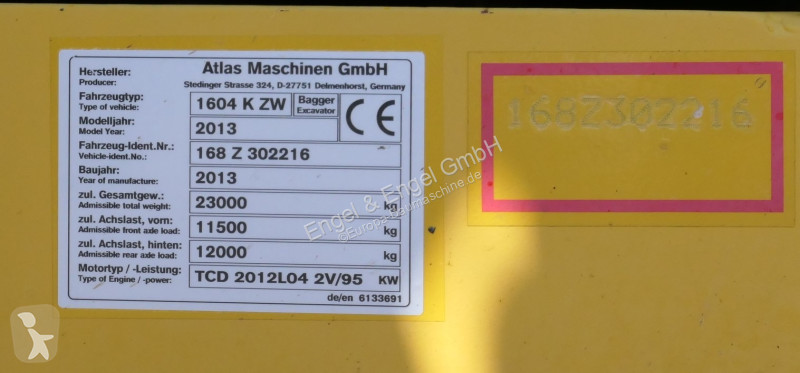 Hersteller: Atlas Maschinen GmbH
Producer: Stedinger Strasse 324, D-27751 Delmenhorst, Germany
Fahrzeugtyp: 1604 K ZW Bagger CE
Type of vehicle: Excavator
Modelljahr: 2013
Model Year:
Fahrzeug-Ident.Nr.: 168 Z 302216
Vehicle-ident.No.:
Baujahr: 2013
Year of manufacture:
zul. Gesamtgew.: 23000 kg
Admissible total weight:
zul. Achslast, vorn: 11500 kg
Admissible front axle load:
zul. Achslast, hinten: 12000 kg
Admissible rear axle load:
Motortyp /-Leistung: TCD 2012L04 2V/95 KW
Type of Engine / -power:
de/en 6133691
168Z302216
Engel & Engel GmbH
©Europa-Baumaschine.de